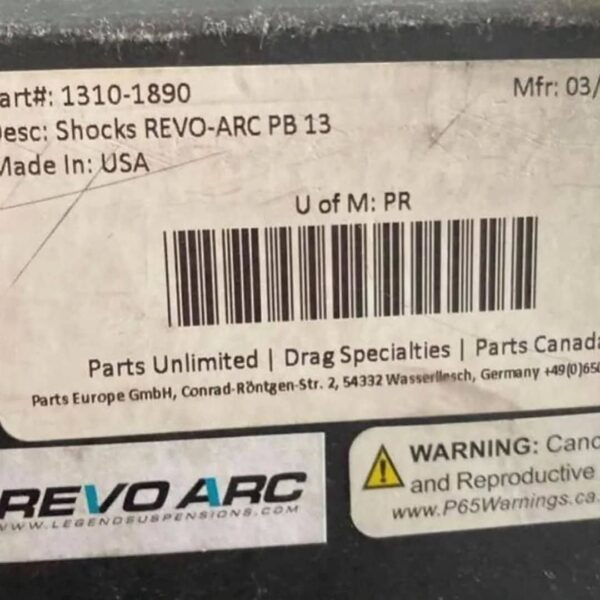 art#: 1310-1890
Mfr: 03/
esc: Shocks REVO-ARC PB 13
Made In: USA
U of M: PR
Parts Unlimited | Drag Specialties | Parts Canada
Parts Europe GmbH, Conrad-Röntgen-Str. 2, 54332 Wasserliesch, Germany +49(0)650
REVO ARC
WWW.LEGENDSUSPENSIONS.COM
WARNING: Canc
and Reproductive
www.P65Warnings.ca.